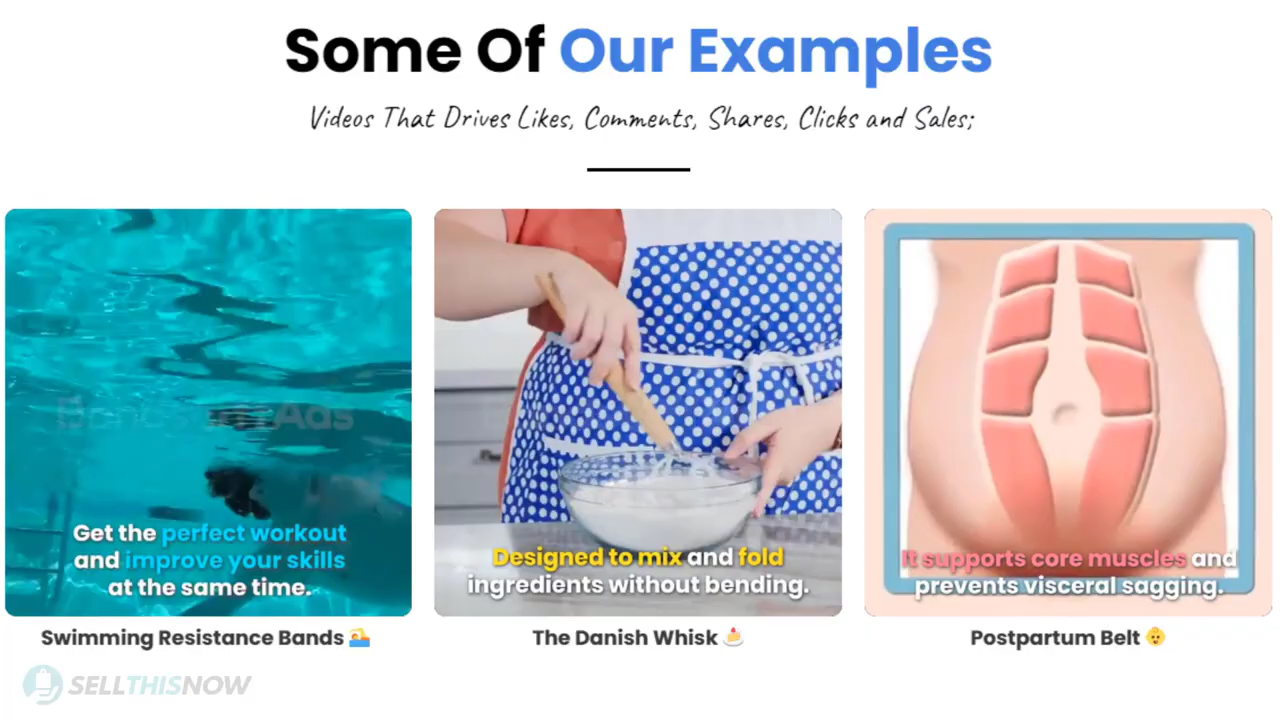 Some Of Our Examples
Videos That Drives Likes, Comments, Shares, Clicks and Sales;
Get the perfect workout
and improve your skills
at the same time.
Designed to mix and fold
ingredients without bending.
It supports core muscles and
prevents visceral sagging.
Swimming Resistance Bands
The Danish Whisk
Postpartum Belt
SELLTHISNOW